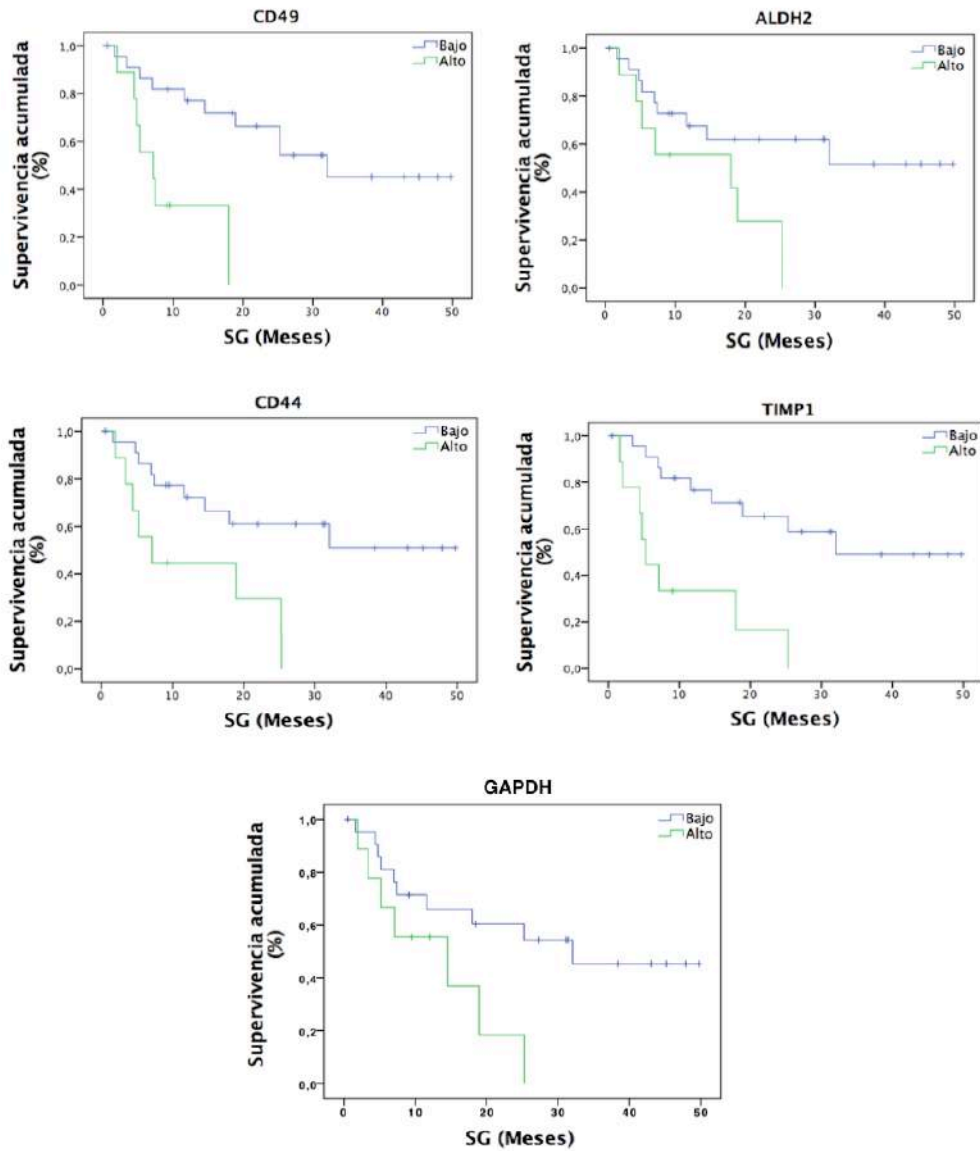 CD49
Bajo
Alto
1,0
0,8
0,6
0,4
0,2
0,0
Supervivencia acumulada
(%)
0 10 20 30 40 50
SG (Meses)
ALDH2
Bajo
Alto
1,0
0,8
0,6
0,4
0,2
0,0
Supervivencia acumulada
(%)
0 10 20 30 40 50
SG (Meses)
CD44
Bajo
Alto
1,0
0,8
0,6
0,4
0,2
0,0
Supervivencia acumulada
(%)
0 10 20 30 40 50
SG (Meses)
TIMP1
Bajo
Alto
1,0
0,8
0,6
0,4
0,2
0,0
Supervivencia acumulada
(%)
0 10 20 30 40 50
SG (Meses)
GAPDH
Bajo
Alto
1,0
0,8
0,6
0,4
0,2
0,0
Supervivencia acumulada
(%)
0 10 20 30 40 50
SG (Meses)